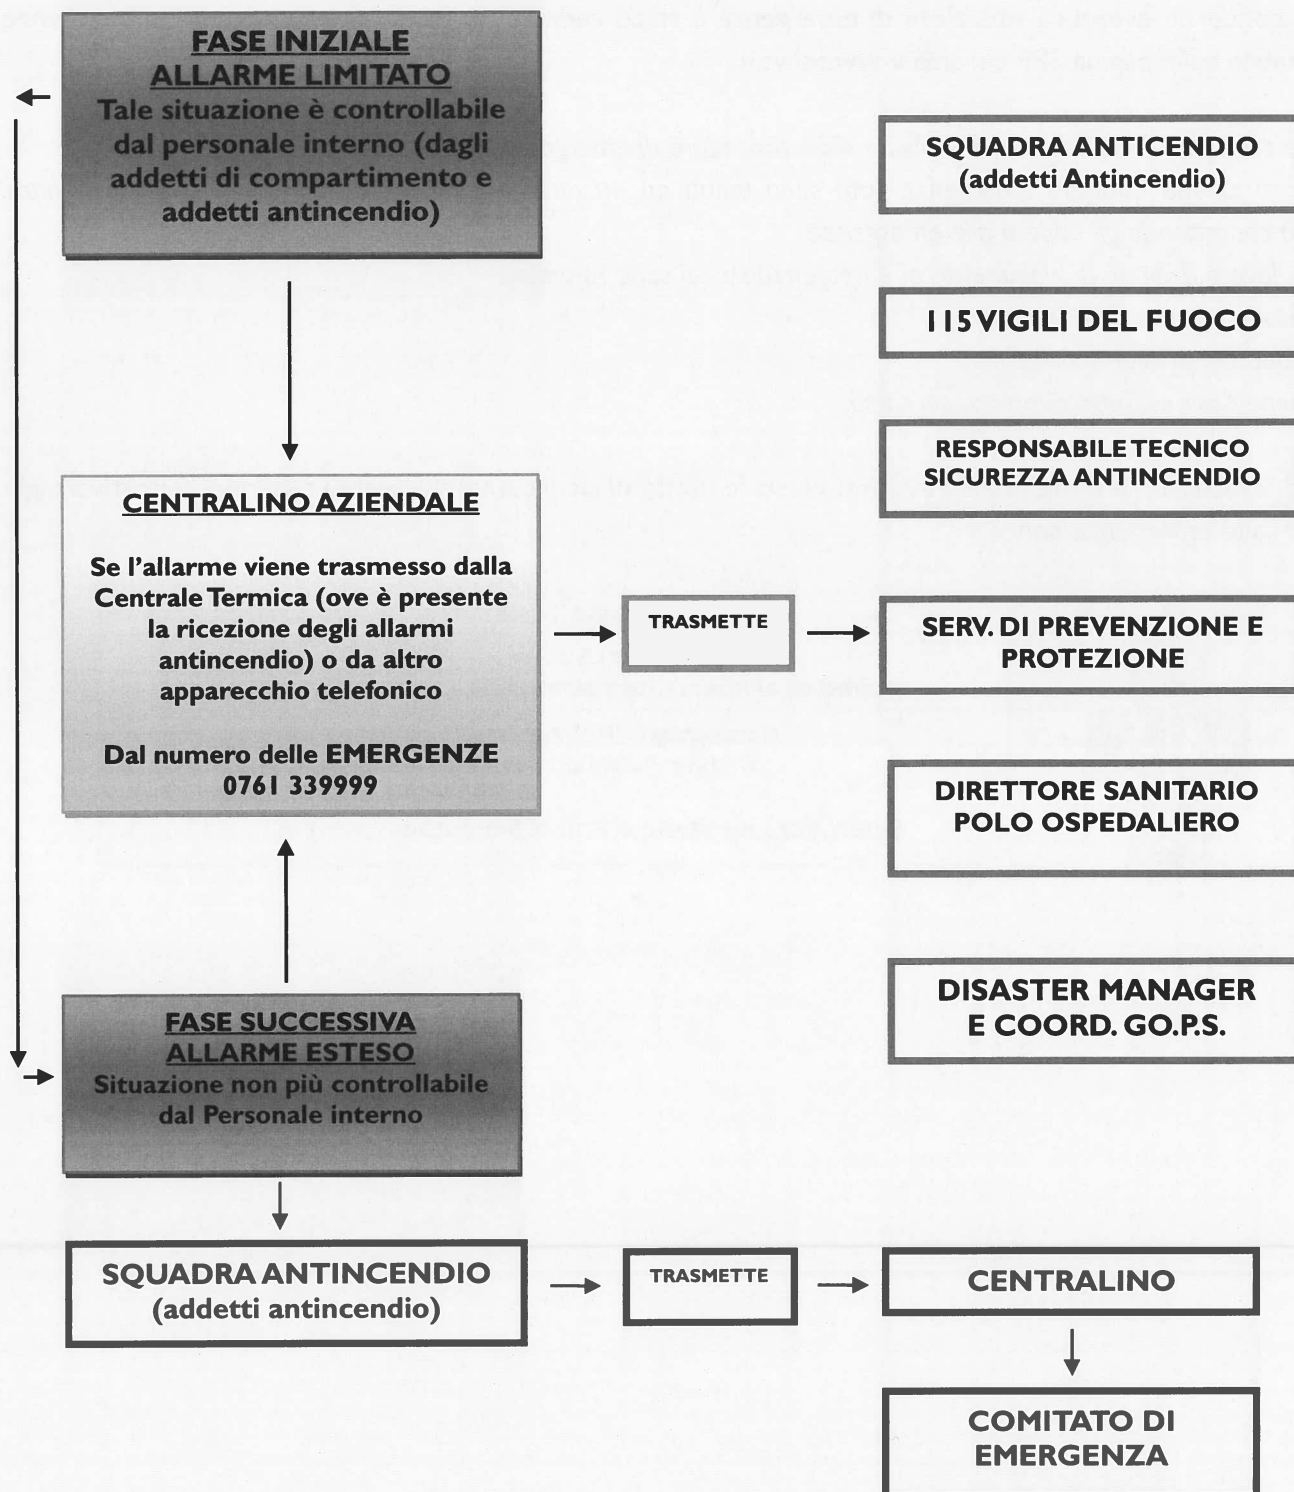 FASE INIZIALE
ALLARME LIMITATO
Tale situazione è controllabile
dal personale interno (dagli
addetti di compartimento e
addetti antincendio)
SQUADRA ANTICENDIO
(addetti Antincendio)
115 VIGILI DEL FUOCO
RESPONSABILE TECNICO
SICUREZZA ANTINCENDIO
CENTRALINO AZIENDALE
Se l'allarme viene trasmesso dalla
Centrale Termica (ove è presente
la ricezione degli allarmi
antincendio) o da altro
apparecchio telefonico
Dal numero delle EMERGENZE
0761 339999
TRASMETTE
SERV. DI PREVENZIONE E
PROTEZIONE
DIRETTORE SANITARIO
POLO OSPEDALIERO
DISASTER MANAGER
E COORD. GO.P.S.
FASE SUCCESSIVA
ALLARME ESTESO
Situazione non più controllabile
dal Personale interno
SQUADRA ANTINCENDIO
(addetti antincendio)
TRASMETTE
CENTRALINO
COMITATO DI
EMERGENZA